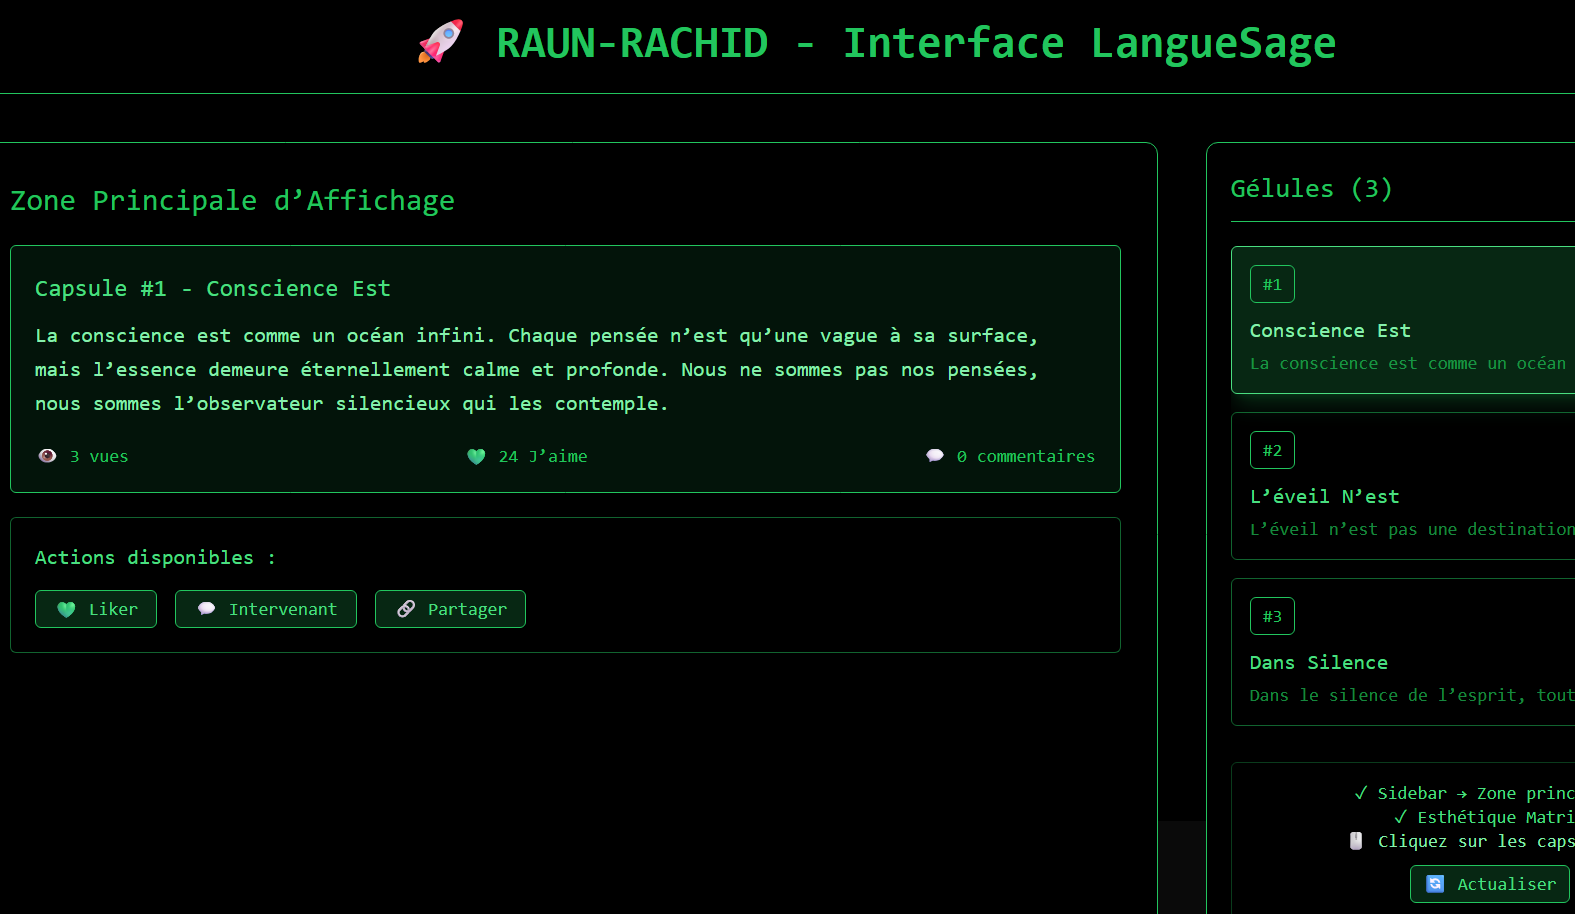 RAUN-RACHID - Interface LangueSage
Zone Principale d’Affichage
Capsule #1 - Conscience Est
La conscience est comme un océan infini. Chaque pensée n’est qu’une vague à sa surface,
mais l’essence demeure éternellement calme et profonde. Nous ne sommes pas nos pensées,
nous sommes l’observateur silencieux qui les contemple.
3 vues
24 J’aime
0 commentaires
Actions disponibles :
Liker
Intervenant
Partager
Gélules (3)
#1
Conscience Est
La conscience est comme un océan
#2
L’éveil N’est
L’éveil n’est pas une destination
#3
Dans Silence
Dans le silence de l’esprit, tout
✓ Sidebar → Zone princ
✓ Esthétique Matri
Cliquez sur les caps
Actualiser